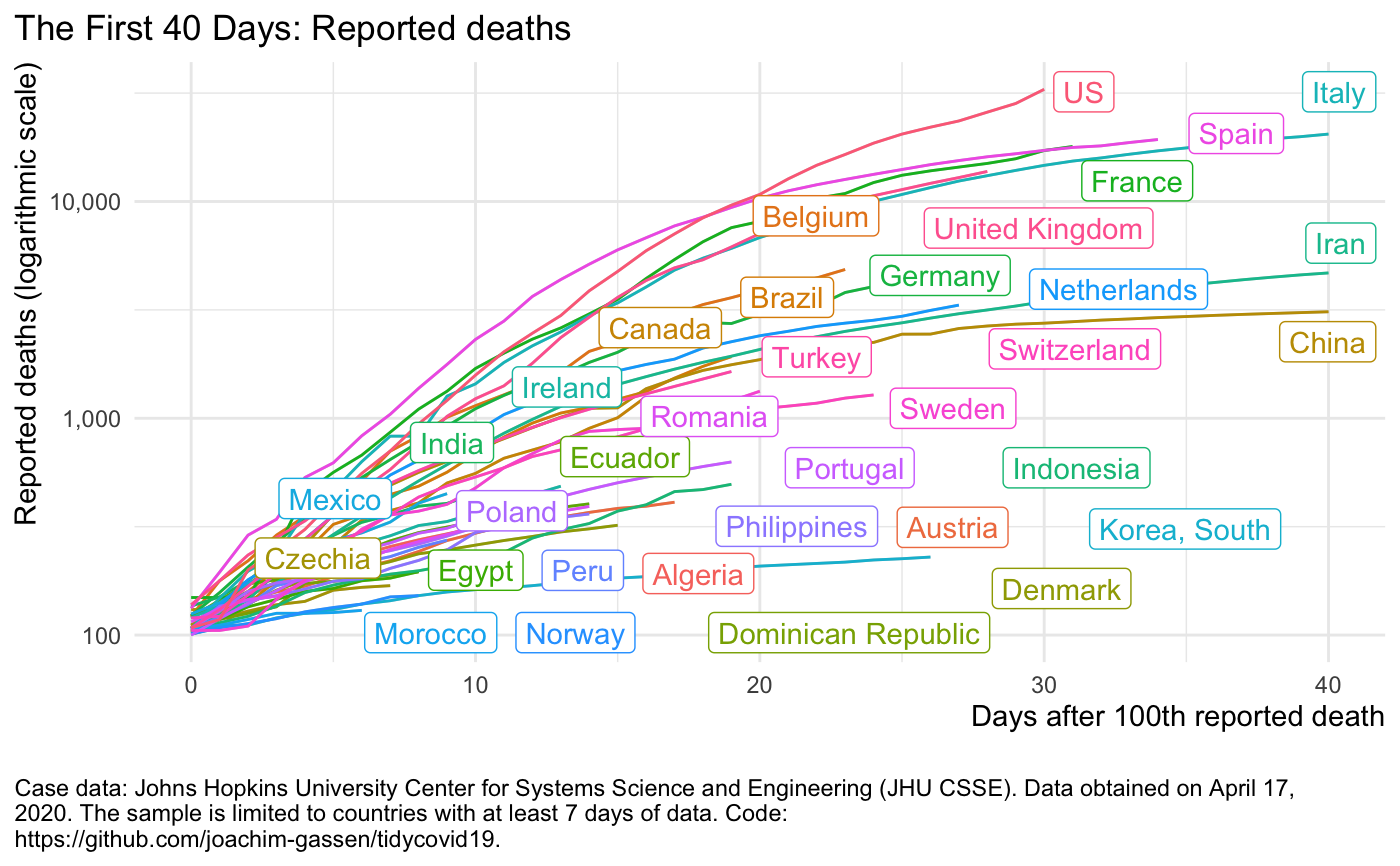 The First 40 Days: Reported deaths
Reported deaths (logarithmic scale)
US
Italy
Spain
France
10,000
Belgium
United Kingdom
Iran
Germany
Netherlands
Brazil
Canada
China
Switzerland
Turkey
Ireland
Sweden
1,000
Romania
India
Ecuador
Portugal
Indonesia
Mexico
Poland
Philippines
Austria
Korea, South
Czechia
Egypt
Peru
Algeria
Denmark
100
Morocco
Norway
Dominican Republic
0
10
20
30
40
Days after 100th reported death
Case data: Johns Hopkins University Center for Systems Science and Engineering (JHU CSSE). Data obtained on April 17,
2020. The sample is limited to countries with at least 7 days of data. Code:
https://github.com/joachim-gassen/tidycovid19.